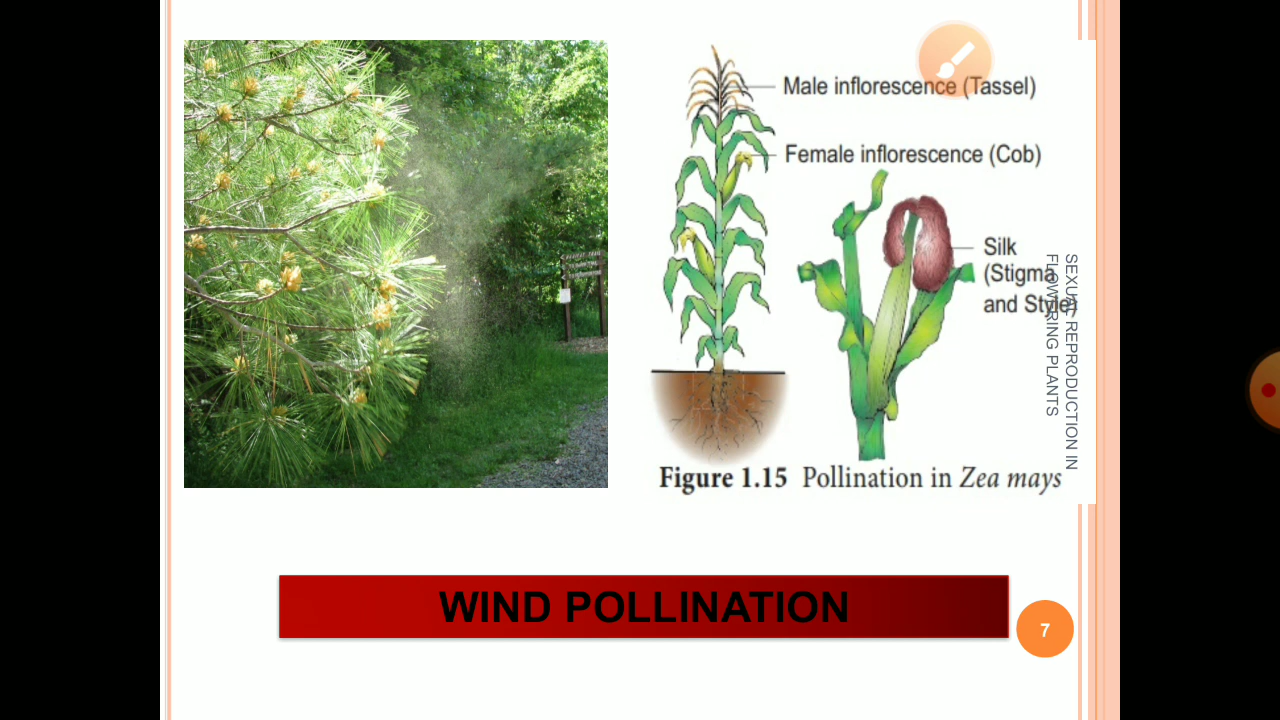 Male inflorescence (Tassel)
Female inflorescence (Cob)
Silk
(Stigma
and Style)
Figure 1.15 Pollination in Zea mays
SEXUAL REPRODUCTION IN
FLOWERING PLANTS
WIND POLLINATION
7